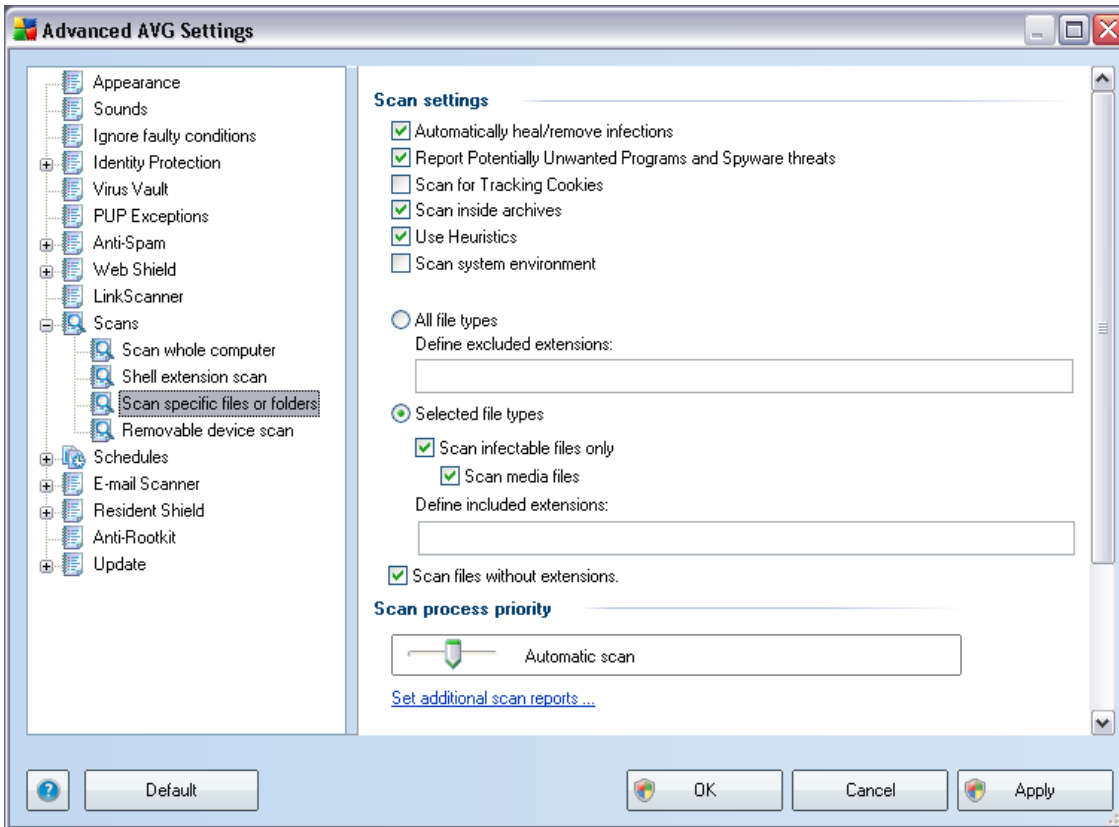 Advanced AVG Settings
Appearance
Sounds
Ignore faulty conditions
Identity Protection
Virus Vault
PUP Exceptions
Anti-Spam
Web Shield
LinkScanner
Scans
Scan whole computer
Shell extension scan
Scan specific files or folders
Removable device scan
Schedules
E-mail Scanner
Resident Shield
Anti-Rootkit
Update
Scan settings
Automatically heal/remove infections
Report Potentially Unwanted Programs and Spyware threats
Scan for Tracking Cookies
Scan inside archives
Use Heuristics
Scan system environment
All file types
Define excluded extensions:
Selected file types
Scan infectable files only
Scan media files
Define included extensions:
Scan files without extensions.
Scan process priority
Automatic scan
Set additional scan reports ...
Default
OK
Cancel
Apply